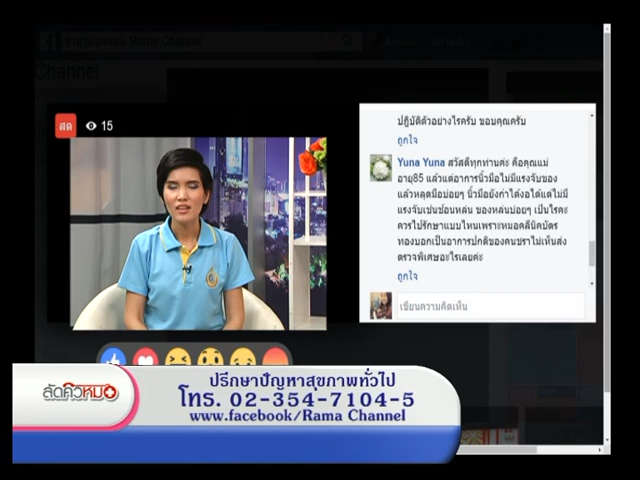 Rama Channel
Channel
สด 15
ปฎิบัติตัวอย่างไรครับ ขอบคุณครับ
ถูกใจ
Yuna Yuna สวัสดีทุกท่านค่ะ คือคุณแม่
อายุ85 แล้วแต่อาการนิ้วมือไม่มีแรงจับของ
แล้วหลุดมือบ่อยๆ นิ้วมือยังกำได้งอได้แต่ไม่มี
แรงจับเช่นช้อนหล่น ของหล่นบ่อยๆ เป็นไรคะ
ควรไปรักษาแบบไหนเพราะหมอคลีนิคบัตร
ทองบอกเป็นอาการปกติของคนชราไม่เห็นส่ง
ตรวจพิเศษอะไรเลยค่ะ
ถูกใจ
เขียนความคิดเห็น
ลัดคิวหมอ
ปรึกษาปัญหาสุขภาพทั่วไป
โทร. 02-354-7104-5
www.facebook/Rama Channel